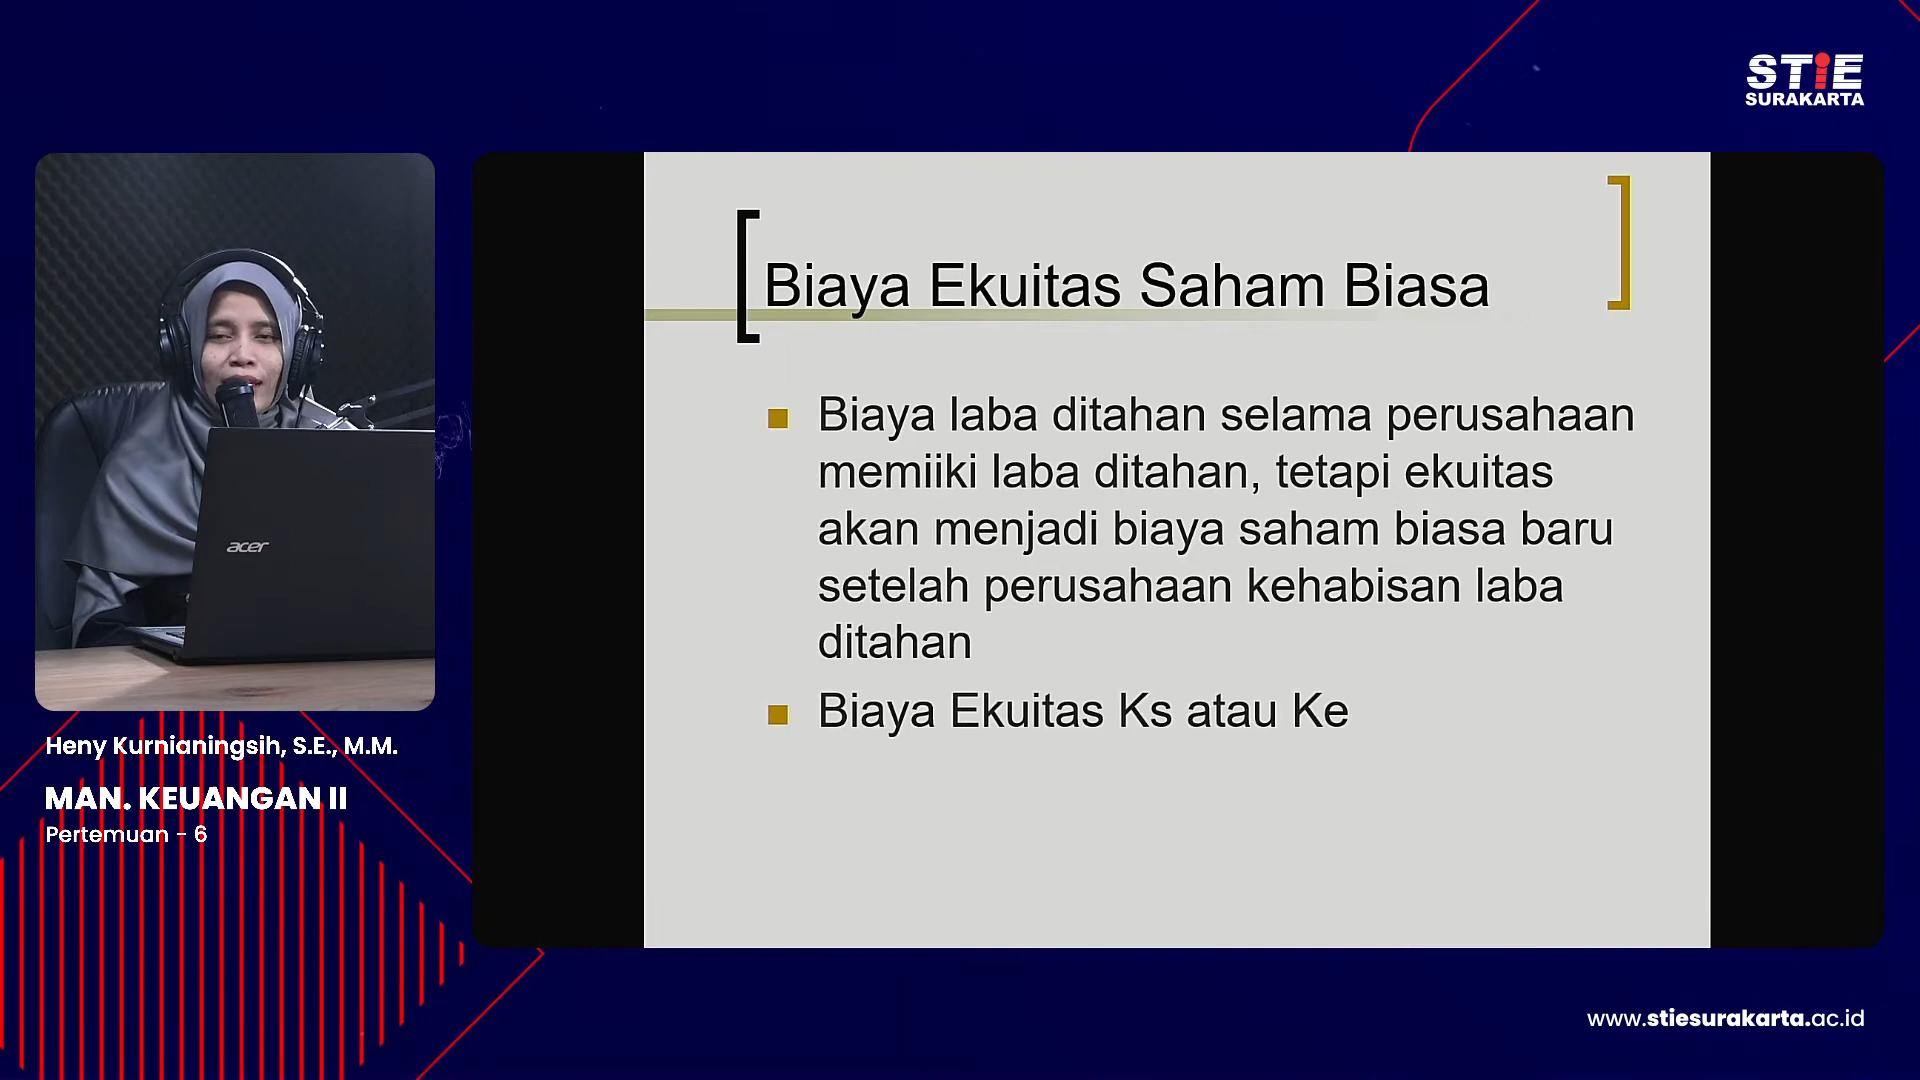 STiE
SURAKARTA
Biaya Ekuitas Saham Biasa
Biaya laba ditahan selama perusahaan
memiiki laba ditahan, tetapi ekuitas
akan menjadi biaya saham biasa baru
setelah perusahaan kehabisan laba
ditahan
Biaya Ekuitas Ks atau Ke
acer
Heny Kurnianingsih, S.E., M.M.
MAN. KEUANGAN II
Pertemuan - 6
www.stiesurakarta.ac.id